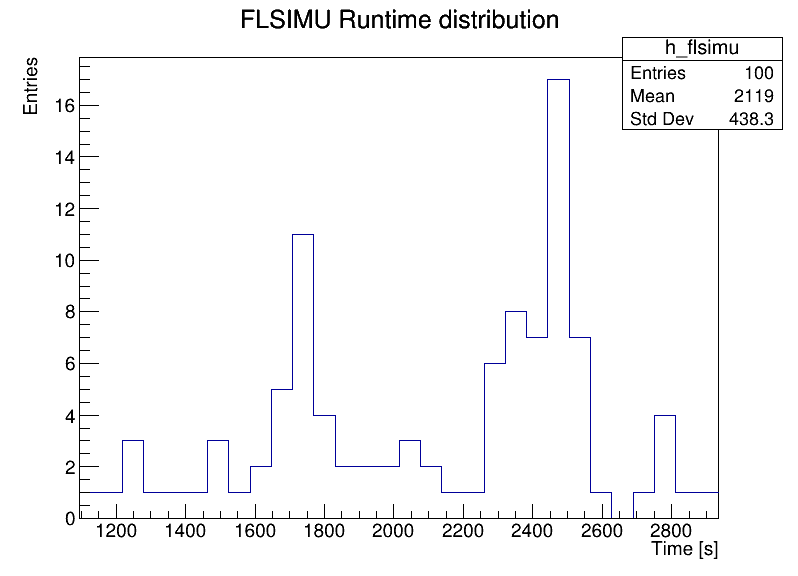 FLSIMU Runtime distribution
h_flsimu
Entries 100
Mean 2119
Std Dev 438.3
Entries
16
14
12
10
8
6
4
2
0
1200 1400 1600 1800 2000 2200 2400 2600 2800
Time [s]